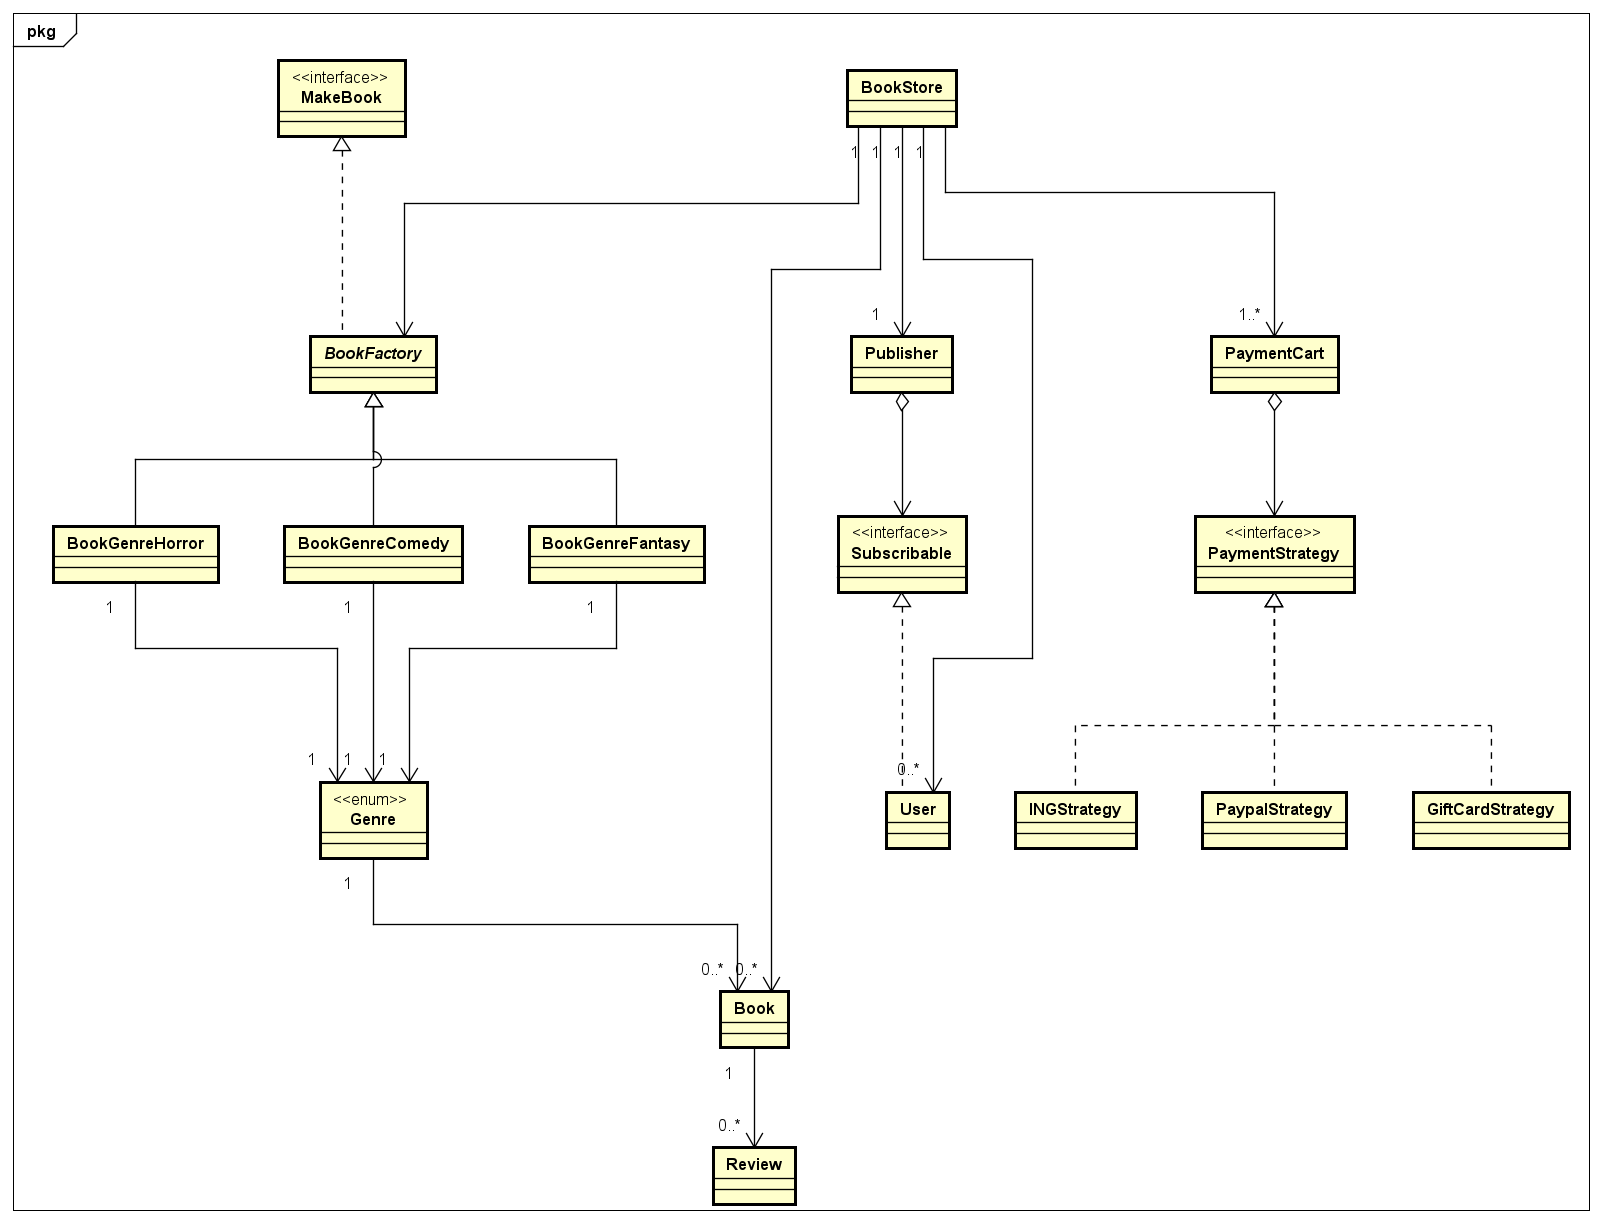 pkg
<<interface>>
MakeBook
BookStore
1 1 1 1
1
1..*
BookFactory
Publisher
PaymentCart
BookGenreHorror
BookGenreComedy
BookGenreFantasy
<<interface>>
Subscribable
<<interface>>
PaymentStrategy
1 1 1
1 1 1
0..*
<<enum>>
Genre
User
INGStrategy
PaypalStrategy
GiftCardStrategy
1
0..* 0..*
Book
1
0..*
Review